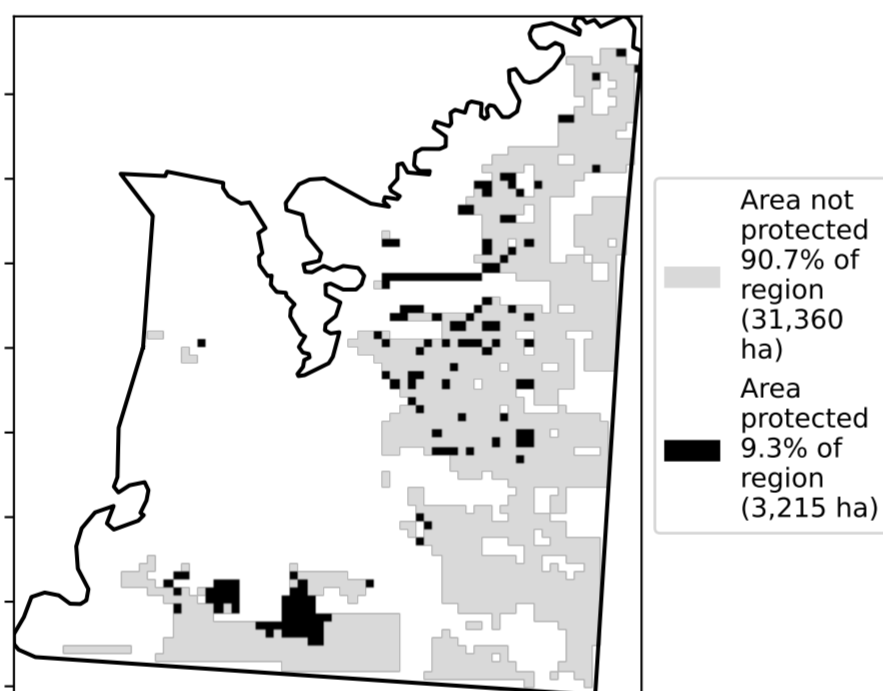 Area not
protected
90.7% of
region
(31,360
ha)
Area
protected
9.3% of
region
(3,215 ha)